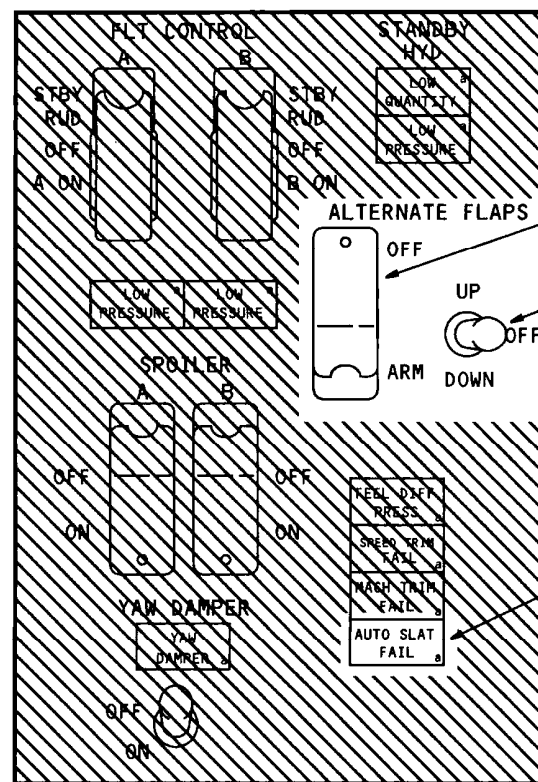 FLT CONTROL
A B
STBY RUD STBY RUD
OFF OFF
A ON B ON
STANDBY HYD
LOW QUANTITY a
LOW PRESSURE a
ALTERNATE FLAPS
OFF
ARM
UP
OFF
DOWN
LOW PRESSURE a LOW PRESSURE a
SPOILER
A B
OFF OFF
ON ON
FEEL DIFF PRESS a
SPEED TRIM FAIL a
MACH TRIM FAIL a
AUTO SLAT FAIL a
YAW DAMPER
YAW DAMPER a
OFF
ON